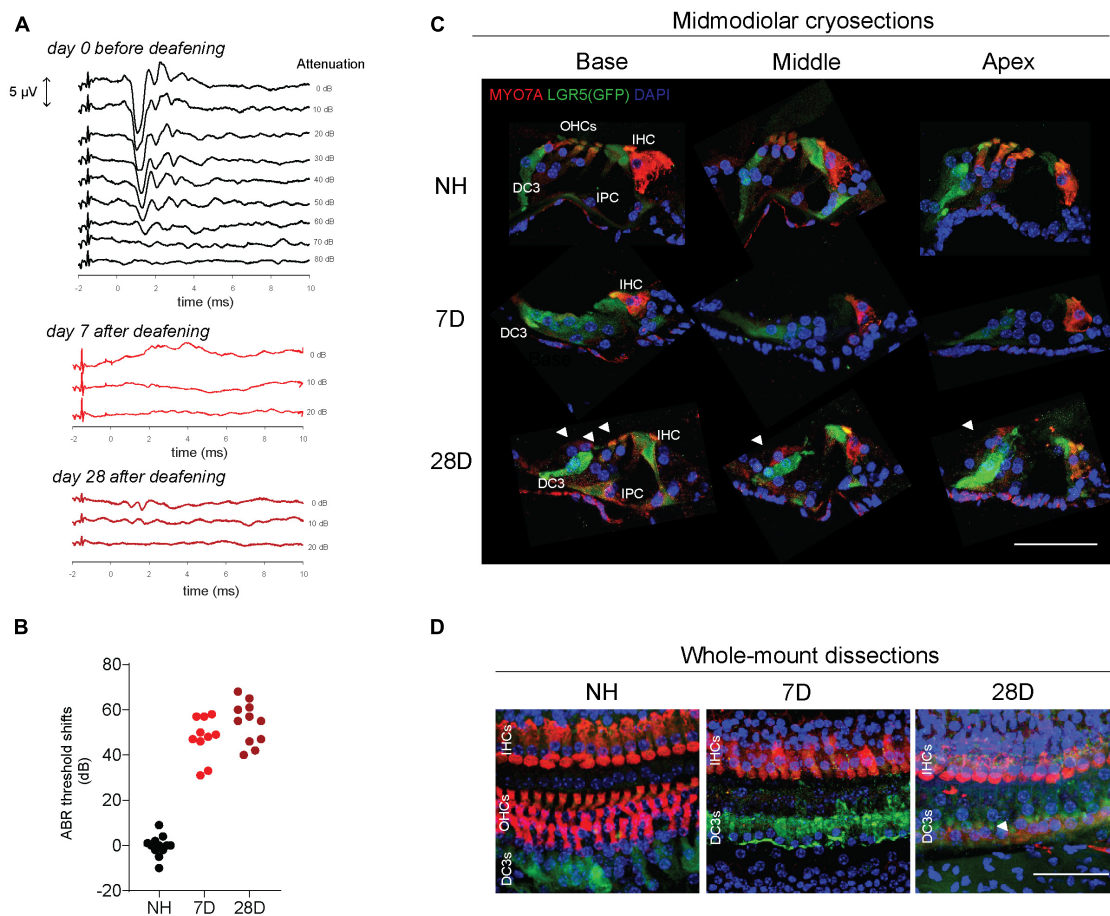 A
day 0 before deafening
Attenuation
5 µV
0 dB
10 dB
20 dB
30 dB
40 dB
50 dB
60 dB
70 dB
80 dB
-2 0 2 4 6 8 10
time (ms)
day 7 after deafening
0 dB
10 dB
20 dB
-2 0 2 4 6 8 10
time (ms)
day 28 after deafening
0 dB
10 dB
20 dB
-2 0 2 4 6 8 10
time (ms)
B
ABR threshold shifts
(dB)
80
60
40
20
0
-20
NH 7D 28D
C
Midmodiolar cryosections
Base Middle Apex
MYO7A LGR5(GFP) DAPI
NH
OHCs
IHC
DC3
IPC
7D
IHC
DC3
28D
IHC
DC3
IPC
D
Whole-mount dissections
NH 7D 28D
IHCs
OHCs
DC3s
IHCs
DC3s
IHCs
DC3s